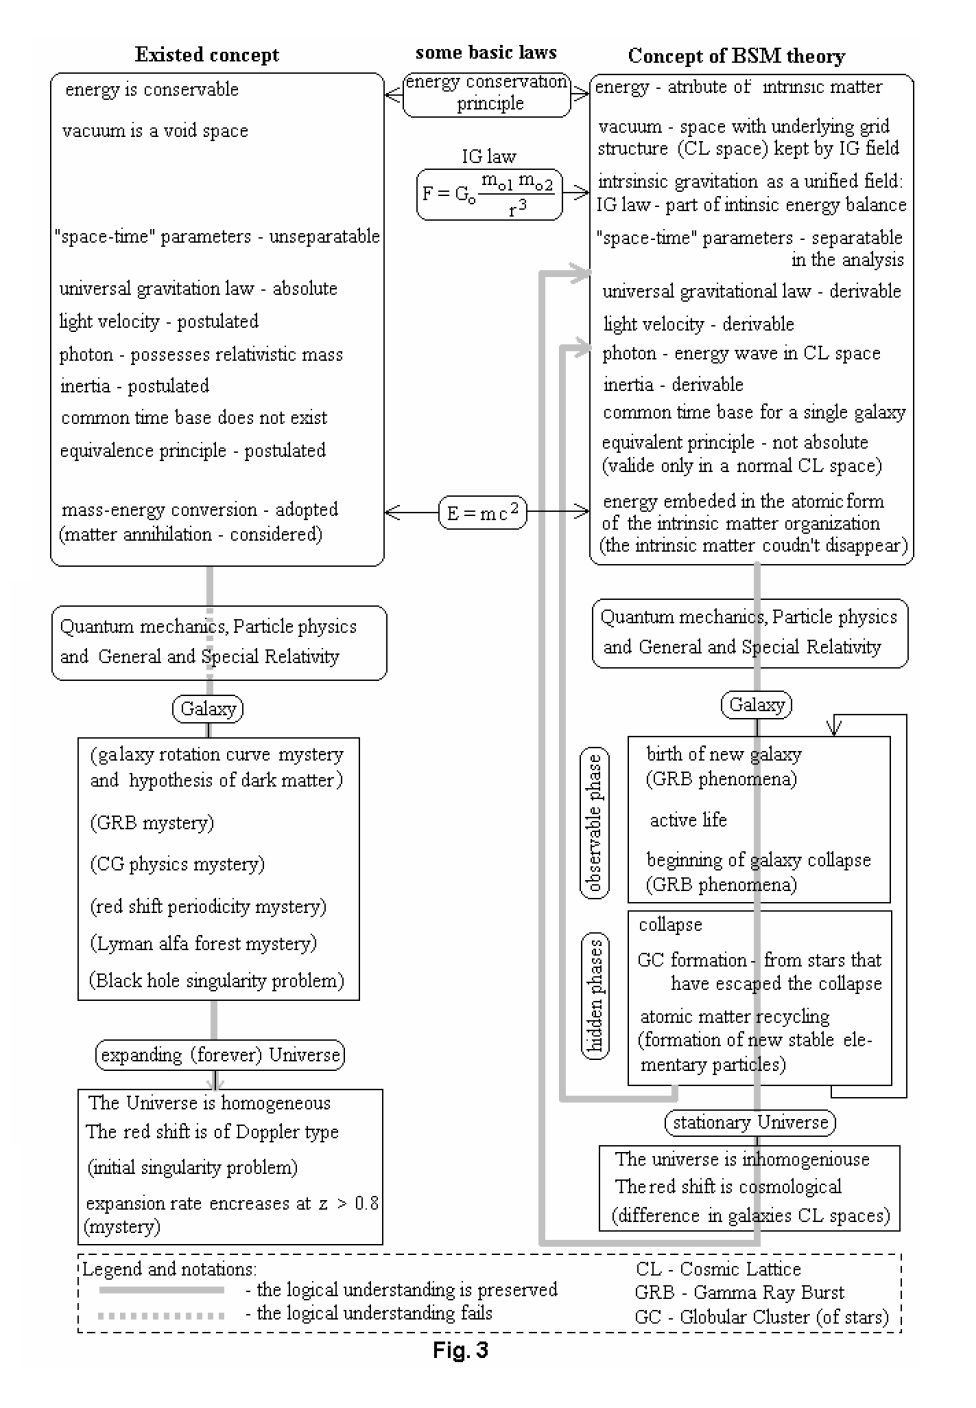 Existed concept
energy is conservable
vacuum is a void space
"space-time" parameters - unseparatable
universal gravitation law - absolute
light velocity - postulated
photon - possesses relativistic mass
inertia - postulated
common time base does not exist
equivalence principle - postulated
mass-energy conversion - adopted
(matter annihilation - considered)
some basic laws
energy conservation
principle
IG law
F = G₀ m_{o1} m_{o2} / r³
E = mc²
Concept of BSM theory
energy - atribute of intrinsic matter
vacuum - space with underlying grid
structure (CL space) kept by IG field
intrsinsic gravitation as a unified field:
IG law - part of intinsic energy balance
"space-time" parameters - separatable
in the analysis
universal gravitational law - derivable
light velocity - derivable
photon - energy wave in CL space
inertia - derivable
common time base for a single galaxy
equivalent principle - not absolute
(valide only in a normal CL space)
energy embeded in the atomic form
of the intrinsic matter organization
(the intrinsic matter coudn't disappear)
Quantum mechanics, Particle physics
and General and Special Relativity
Galaxy
(galaxy rotation curve mystery
and hypothesis of dark matter)
(GRB mystery)
(CG physics mystery)
(red shift periodicity mystery)
(Lyman alfa forest mystery)
(Black hole singularity problem)
expanding (forever) Universe
The Universe is homogeneous
The red shift is of Doppler type
(initial singularity problem)
expansion rate encreases at z > 0.8
(mystery)
Quantum mechanics, Particle physics
and General and Special Relativity
Galaxy
observable phase
birth of new galaxy
(GRB phenomena)
active life
beginning of galaxy collapse
(GRB phenomena)
hidden phases
collapse
GC formation - from stars that
have escaped the collapse
atomic matter recycling
(formation of new stable ele-
mentary particles)
stationary Universe
The universe is inhomogeniouse
The red shift is cosmological
(difference in galaxies CL spaces)
Legend and notations:
- the logical understanding is preserved
- the logical understanding fails
CL - Cosmic Lattice
GRB - Gamma Ray Burst
GC - Globular Cluster (of stars)
Fig. 3